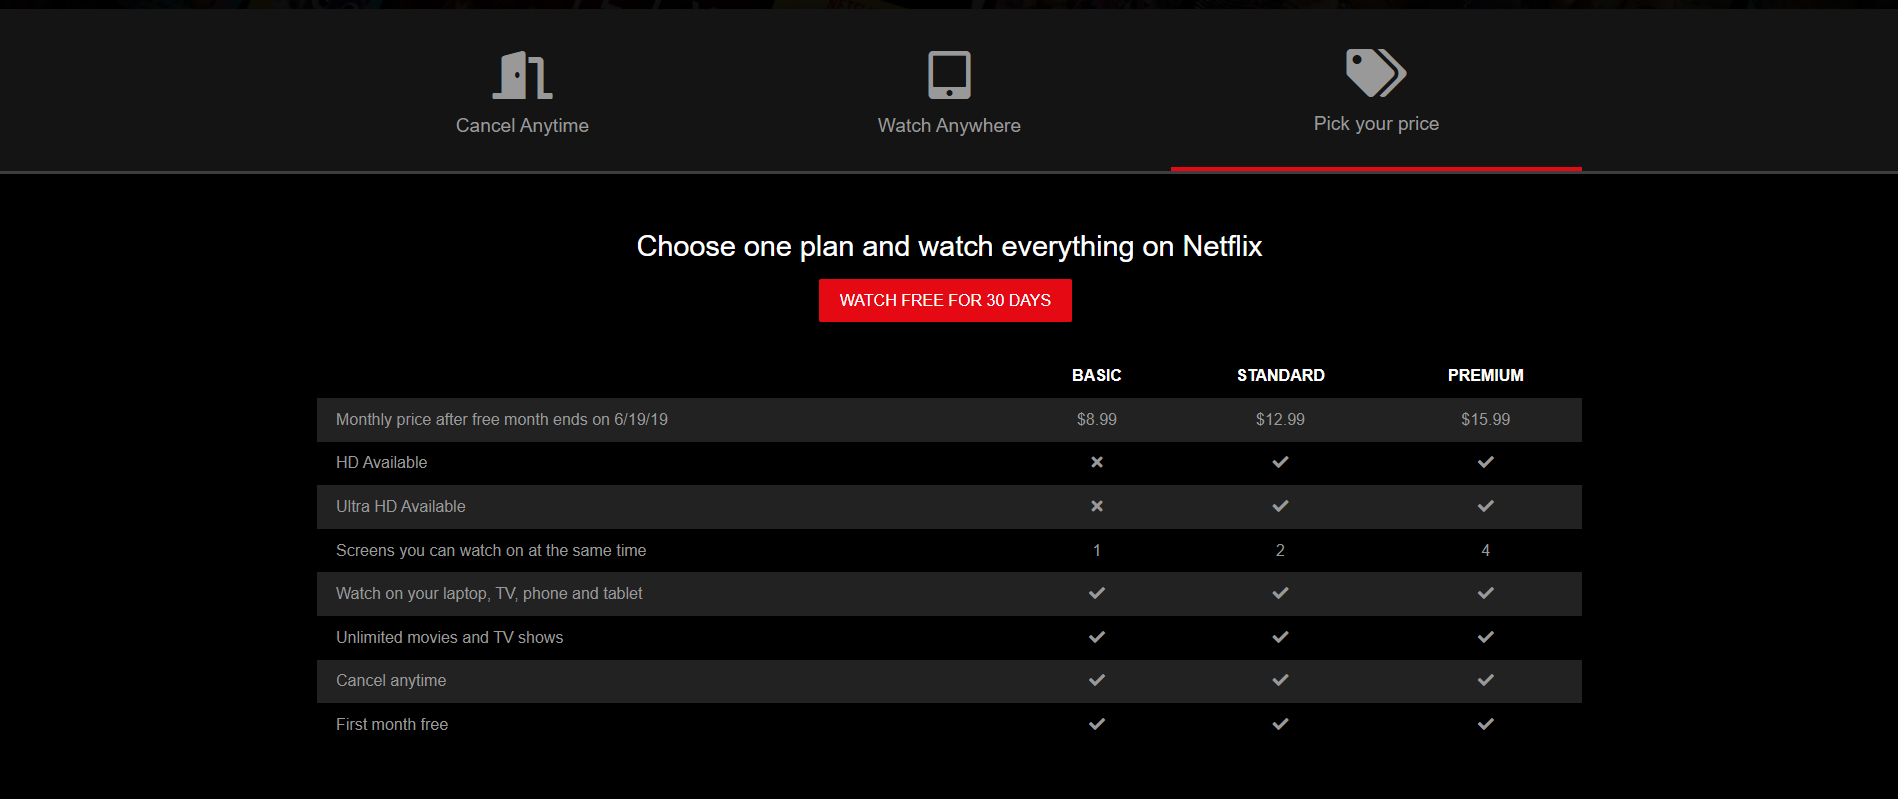 Cancel Anytime
Watch Anywhere
Pick your price
Choose one plan and watch everything on Netflix
WATCH FREE FOR 30 DAYS
BASIC STANDARD PREMIUM
Monthly price after free month ends on 6/19/19 $8.99 $12.99 $15.99
HD Available
Ultra HD Available
Screens you can watch on at the same time 1 2 4
Watch on your laptop, TV, phone and tablet
Unlimited movies and TV shows
Cancel anytime
First month free